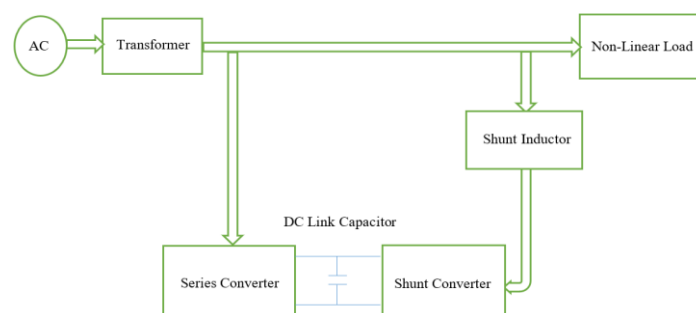 AC
Transformer
Non-Linear Load
Shunt Inductor
DC Link Capacitor
Series Converter
Shunt Converter